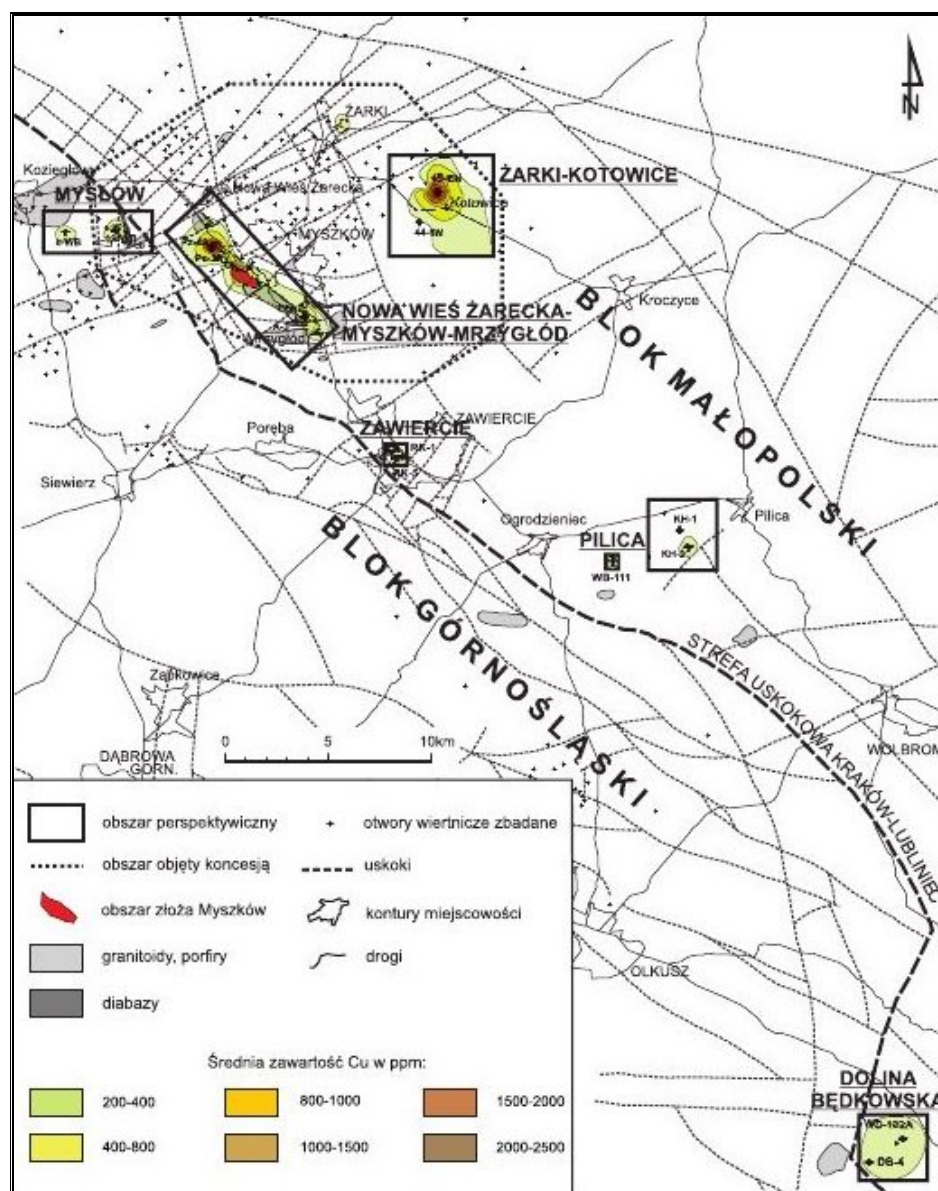 N
ŻARKI
Koziegłowy
MYSŁÓW
Nowa Wieś Żarecka
ŻARKI-KOTOWICE
Kotowice
MYSZKÓW
Kroczyce
NOWA WIEŚ ŻARECKA-
MYSZKÓW-MRZYGŁÓD
Mrzygłód
BLOK MAŁOPOLSKI
ZAWIERCIE
ZAWIERCIE
Poręba
RK-1
Siewierz
Ogrodzieniec
Pilica
KH-1
PILICA
KH-2
WB-111
BLOK GÓRNOŚLĄSKI
STREFA USKOKOWA KRAKÓW-LUBLINIEC
Ząbkowice
WOLBROM
DĄBROWA
GÓRN.
0 5 10km
obszar perspektywiczny
otwory wiertnicze zbadane
obszar objęty koncesją
uskoki
obszar złoża Myszków
kontury miejscowości
granitoidy, porfiry
drogi
diabazy
OLKUSZ
Średnia zawartość Cu w ppm:
200-400
800-1000
1500-2000
400-800
1000-1500
2000-2500
DOLINA
BĘDKOWSKA
WD-102A
DB-4